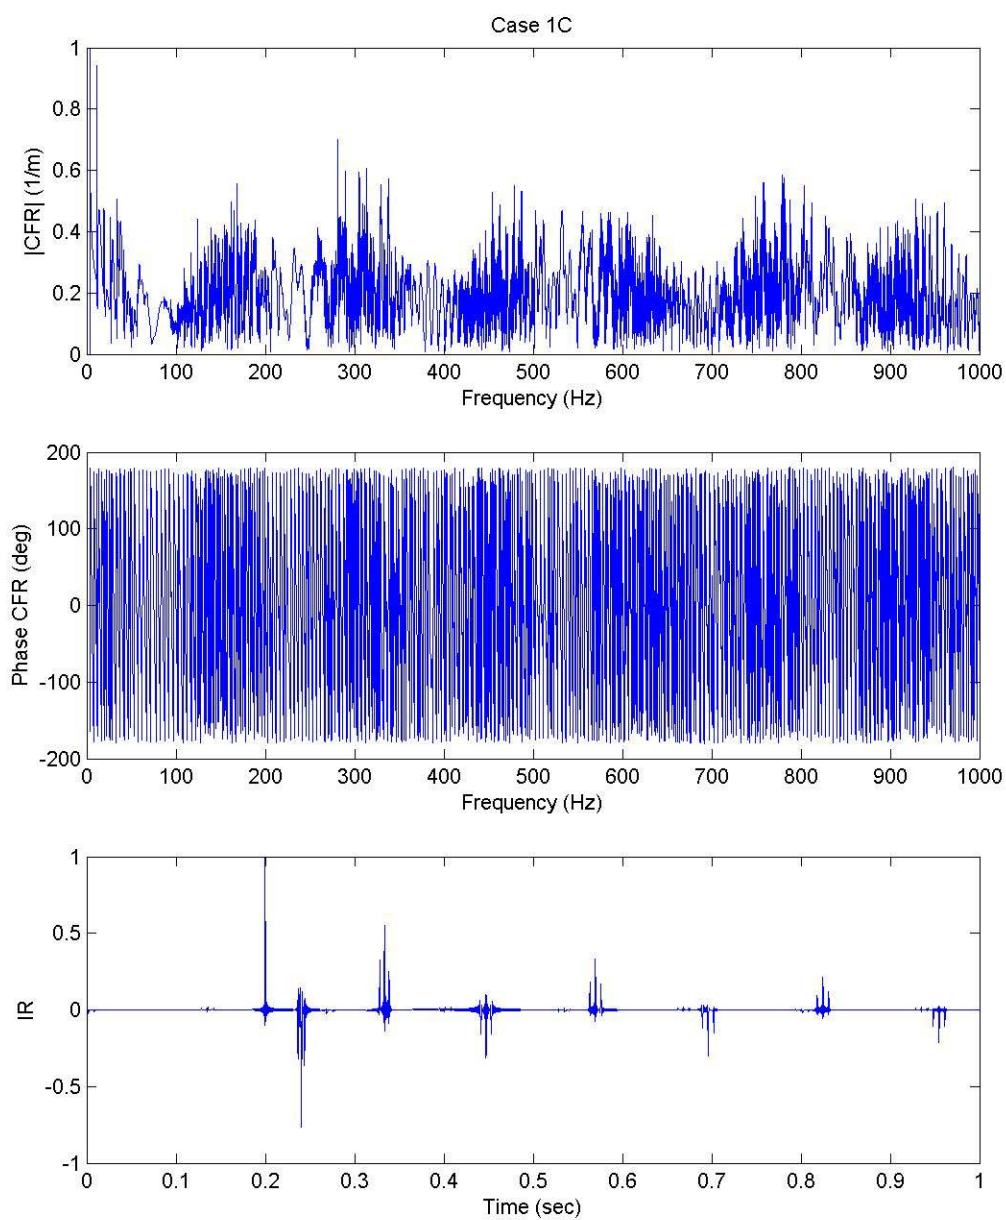 Case 1C
|CFR| (1/m)
1
0.8
0.6
0.4
0.2
0
0 100 200 300 400 500 600 700 800 900 1000
Frequency (Hz)
Phase CFR (deg)
200
100
0
-100
-200
0 100 200 300 400 500 600 700 800 900 1000
Frequency (Hz)
IR
1
0.5
0
-0.5
-1
0 0.1 0.2 0.3 0.4 0.5 0.6 0.7 0.8 0.9 1
Time (sec)